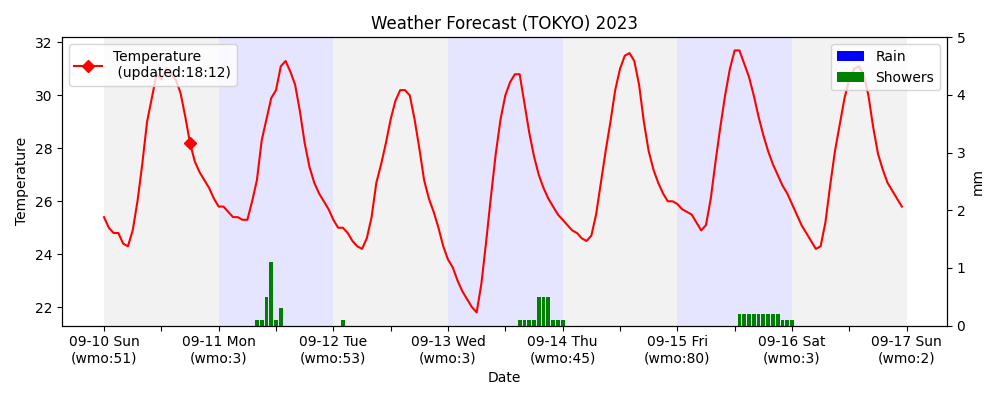 Weather Forecast (TOKYO) 2023
Temperature
(updated:18:12)
Rain
Showers
32
30
28
26
24
22
Temperature
5
4
3
2
1
0
mm
09-10 Sun
(wmo:51)
09-11 Mon
(wmo:3)
09-12 Tue
(wmo:53)
09-13 Wed
(wmo:3)
09-14 Thu
(wmo:45)
09-15 Fri
(wmo:80)
09-16 Sat
(wmo:3)
09-17 Sun
(wmo:2)
Date